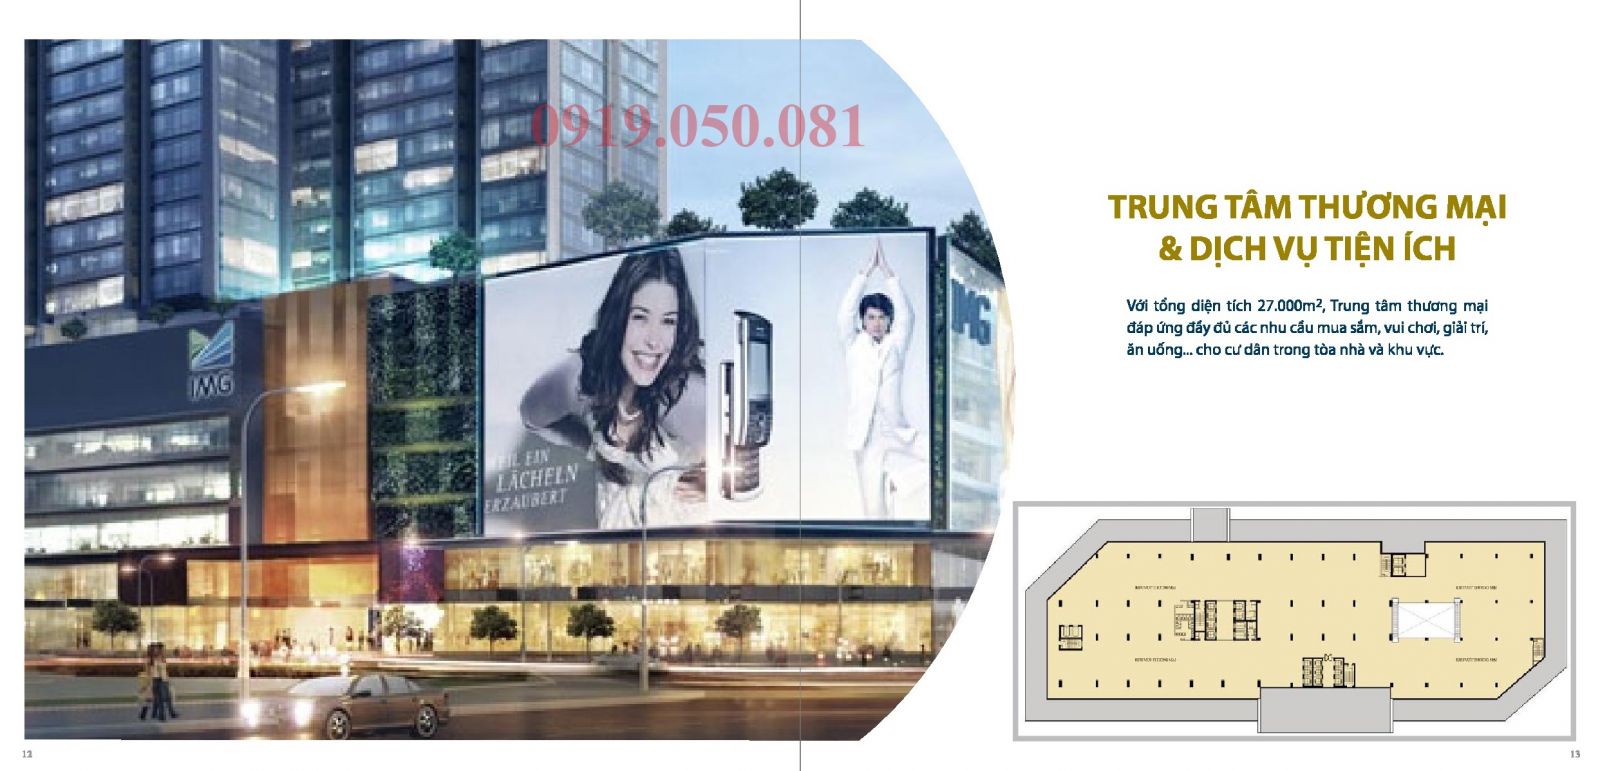 0919.050.081
TRUNG TÂM THƯƠNG MẠI
& DỊCH VỤ TIỆN ÍCH
Với tổng diện tích 27.000m², Trung tâm thương mại
đáp ứng đầy đủ các nhu cầu mua sắm, vui chơi, giải trí,
ăn uống... cho cư dân trong tòa nhà và khu vực.
IMG
EIN
LÄCHELN
ERZAUBERT
12
13